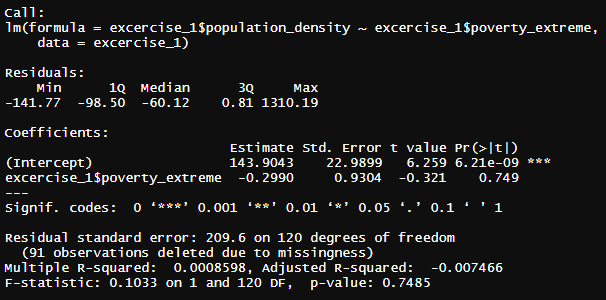 Call:
lm(formula = excercise_1$population_density ~ excercise_1$poverty_extreme,
    data = excercise_1)

Residuals:
    Min      1Q  Median      3Q     Max
-141.77  -98.50  -60.12    0.81 1310.19

Coefficients:
                            Estimate Std. Error t value Pr(>|t|)
(Intercept)                 143.9043    22.9899   6.259 6.21e-09 ***
excercise_1$poverty_extreme  -0.2990     0.9304  -0.321    0.749
---
Signif. codes:  0 ‘***’ 0.001 ‘**’ 0.01 ‘*’ 0.05 ‘.’ 0.1 ‘ ’ 1

Residual standard error: 209.6 on 120 degrees of freedom
  (91 observations deleted due to missingness)
Multiple R-squared:  0.0008598, Adjusted R-squared:  -0.007466
F-statistic: 0.1033 on 1 and 120 DF,  p-value: 0.7485